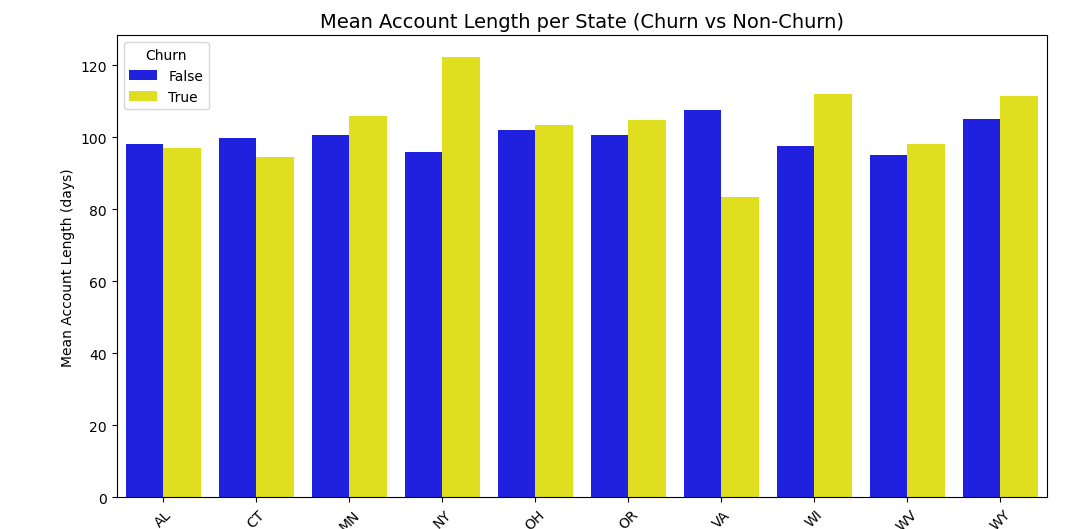 Mean Account Length per State (Churn vs Non-Churn)
Churn
False
True
Mean Account Length (days)
120
100
80
60
40
20
0
AL
CT
MN
NY
OH
OR
VA
WI
WV
WY